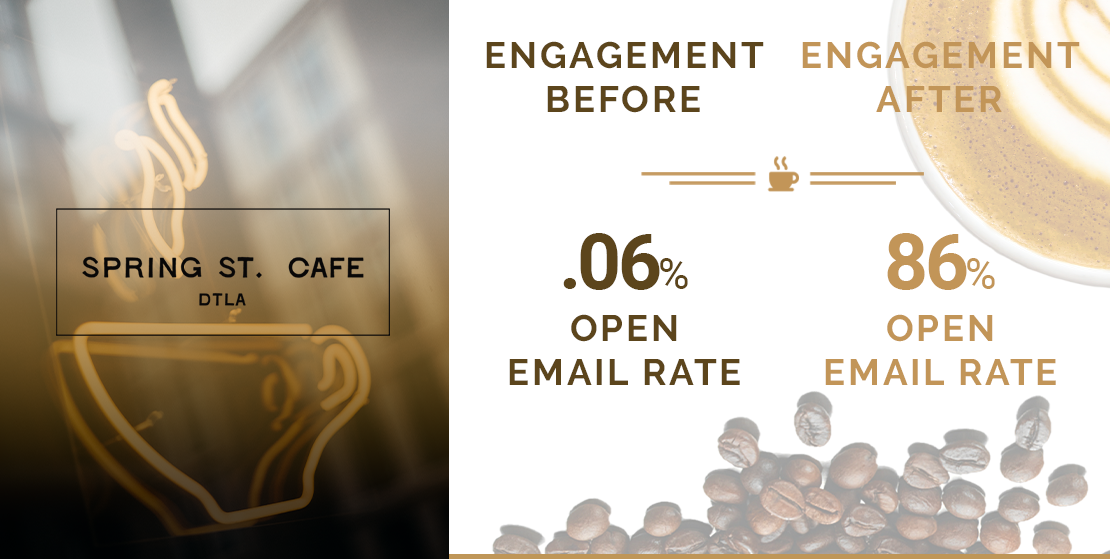 SPRING ST. CAFE
DTLA
ENGAGEMENT
BEFORE
ENGAGEMENT
AFTER
.06%
OPEN
EMAIL RATE
86%
OPEN
EMAIL RATE